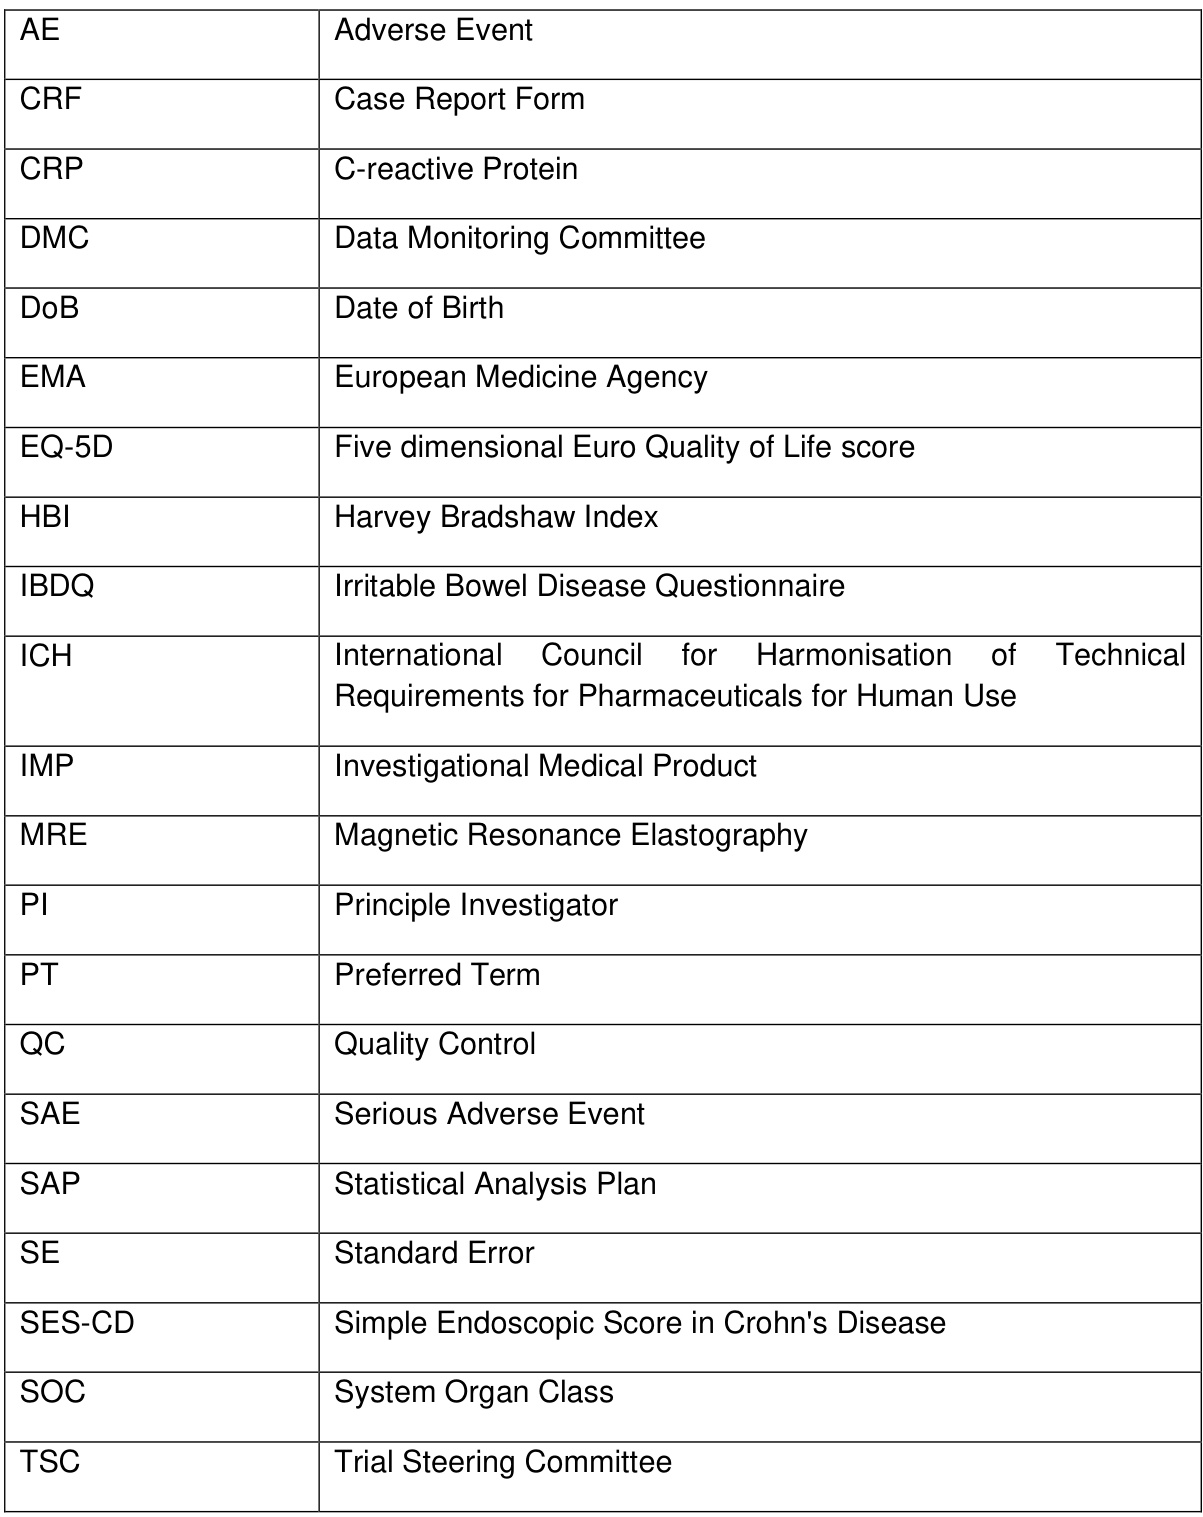 AE Adverse Event
CRF Case Report Form
CRP C-reactive Protein
DMC Data Monitoring Committee
DoB Date of Birth
EMA European Medicine Agency
EQ-5D Five dimensional Euro Quality of Life score
HBI Harvey Bradshaw Index
IBDQ Irritable Bowel Disease Questionnaire
ICH International Council for Harmonisation of Technical
Requirements for Pharmaceuticals for Human Use
IMP Investigational Medical Product
MRE Magnetic Resonance Elastography
PI Principle Investigator
PT Preferred Term
QC Quality Control
SAE Serious Adverse Event
SAP Statistical Analysis Plan
SE Standard Error
SES-CD Simple Endoscopic Score in Crohn's Disease
SOC System Organ Class
TSC Trial Steering Committee